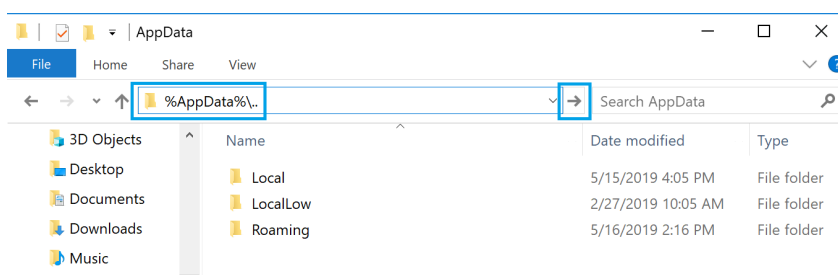 AppData
File Home Share View
%AppData%\.. Search AppData
3D Objects Name Date modified Type
Desktop Local 5/15/2019 4:05 PM File folder
Documents LocalLow 2/27/2019 10:05 AM File folder
Downloads Roaming 5/16/2019 2:16 PM File folder
Music